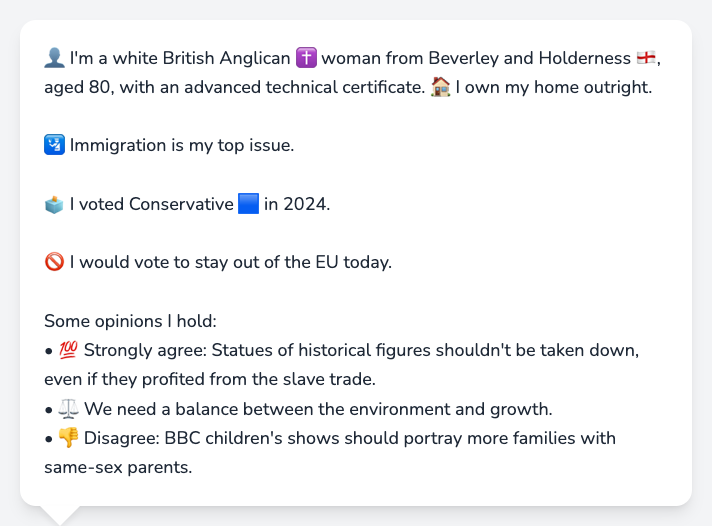 👤 I'm a white British Anglican ✝️ woman from Beverley and Holderness 🏴󠁧󠁢󠁥󠁮󠁧󠁿,
aged 80, with an advanced technical certificate. 🏠 I own my home outright.
🛂 Immigration is my top issue.
🗳️ I voted Conservative 🟦 in 2024.
🚫 I would vote to stay out of the EU today.
Some opinions I hold:
• 💯 Strongly agree: Statues of historical figures shouldn't be taken down,
even if they profited from the slave trade.
• ⚖️ We need a balance between the environment and growth.
• 👎 Disagree: BBC children's shows should portray more families with
same-sex parents.